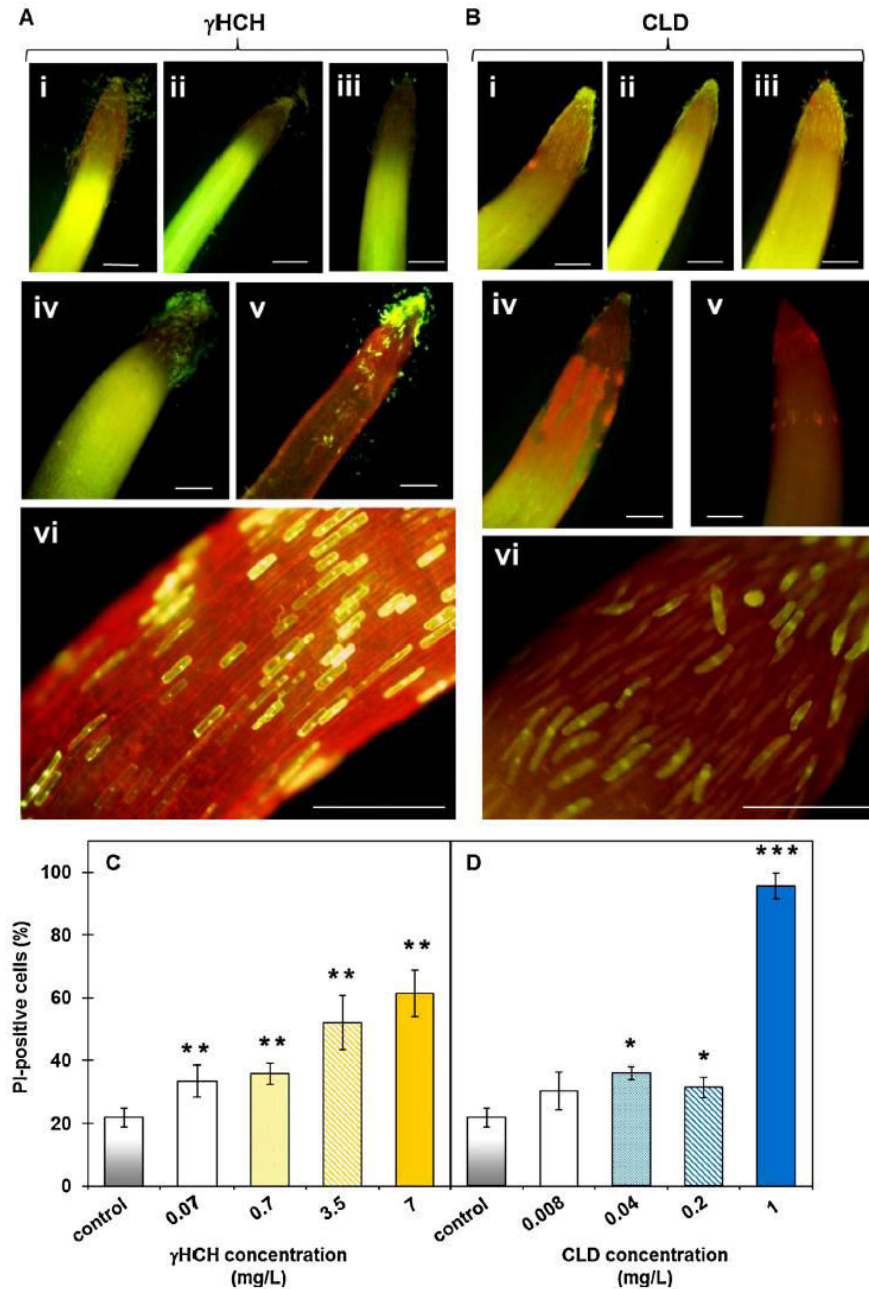 A
γHCH
i
ii
iii
iv
v
vi
B
CLD
i
ii
iii
iv
v
vi
C
PI-positive cells (%)
100
80
60
40
20
0
**
**
**
**
control
0.07
0.7
3.5
7
γHCH concentration
(mg/L)
D
*
*
***
control
0.008
0.04
0.2
1
CLD concentration
(mg/L)